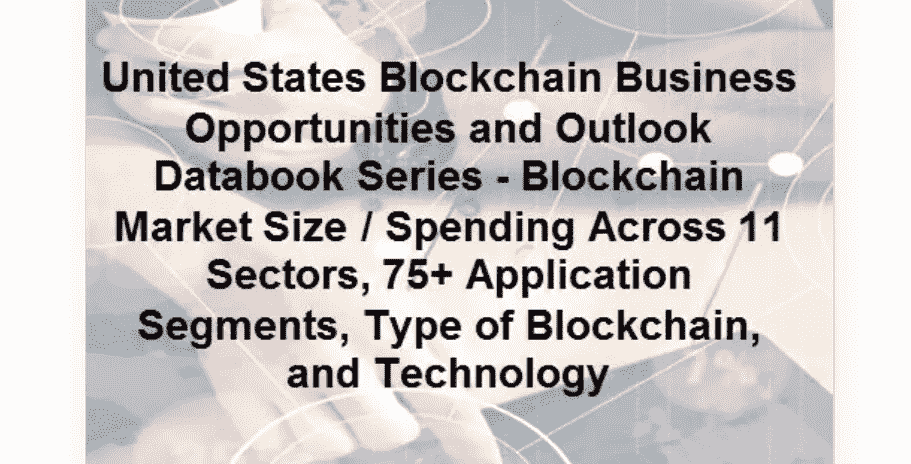 United States Blockchain Business
Opportunities and Outlook
Databook Series - Blockchain
Market Size / Spending Across 11
Sectors, 75+ Application
Segments, Type of Blockchain,
and Technology